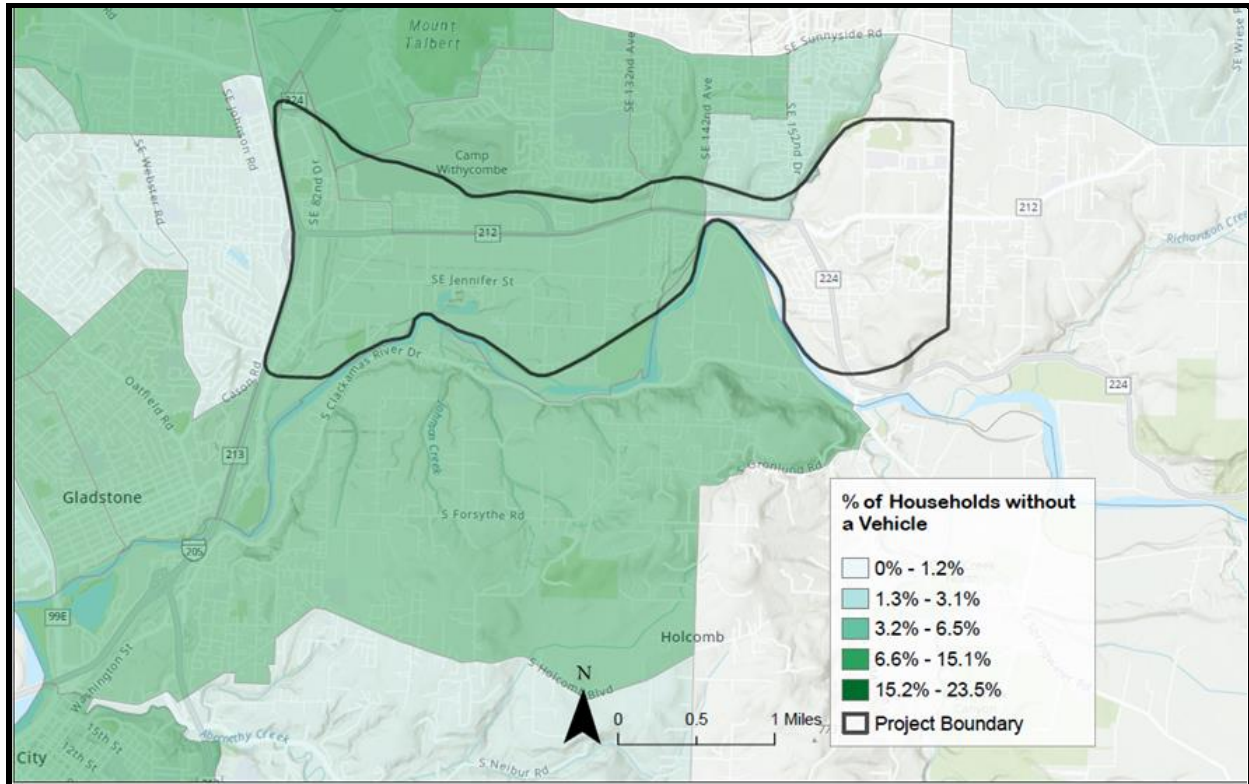 Mount
Talbert
SE Sunnyside Rd
SE Wiese R
224
SE Johnson Rd
SE Webster Rd
SE 82nd Dr
Camp
Withycombe
SE 132nd Ave
SE 142nd Ave
SE 152nd Dr
212
212
Richardson Cree
SE Jennifer St
224
S Clackamas River Dr
Cason Rd
Oatfield Rd
224
213
Gladstone
S Gronlund Rd
S Forsythe Rd
205
99E
Holcomb
S Holcomb Blvd
Washington St
15th St
12th St
City
Abernethy Creek
S Neibur Rd
N
0 0.5 1 Miles
% of Households without
a Vehicle
0% - 1.2%
1.3% - 3.1%
3.2% - 6.5%
6.6% - 15.1%
15.2% - 23.5%
Project Boundary